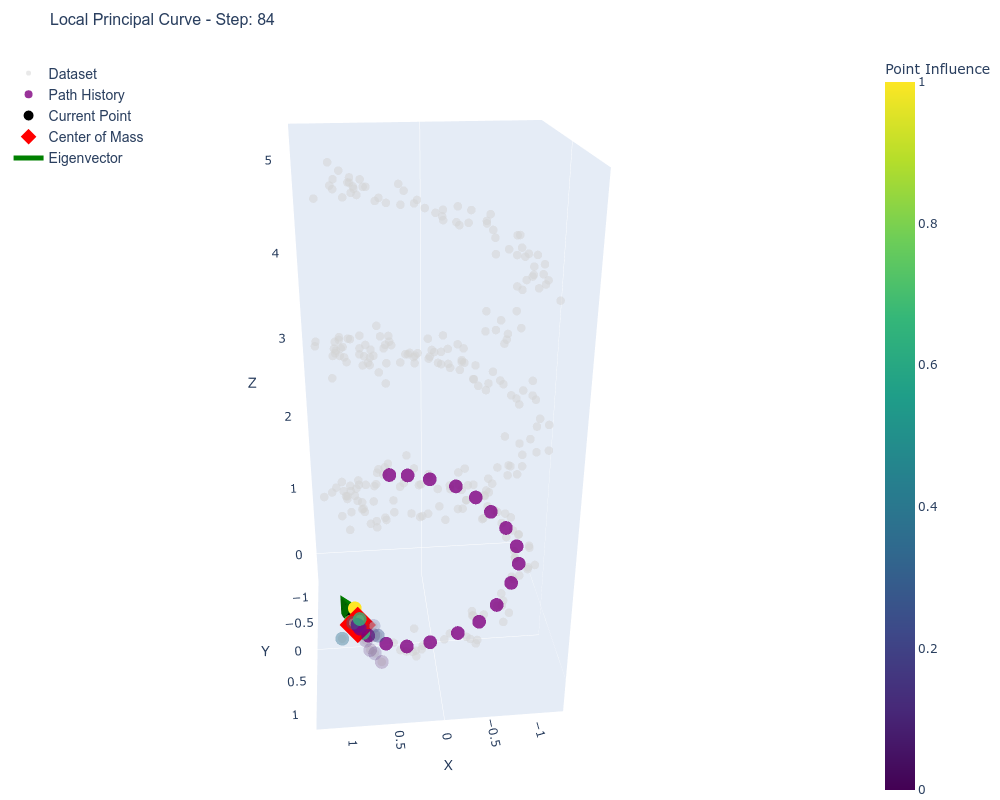 Local Principal Curve - Step: 84
Dataset
Path History
Current Point
Center of Mass
Eigenvector
Point Influence
1
0.8
0.6
0.4
0.2
0
5
4
3
2
1
0
Z
−1
−0.5
0
0.5
1
Y
1
0.5
0
−0.5
−1
X